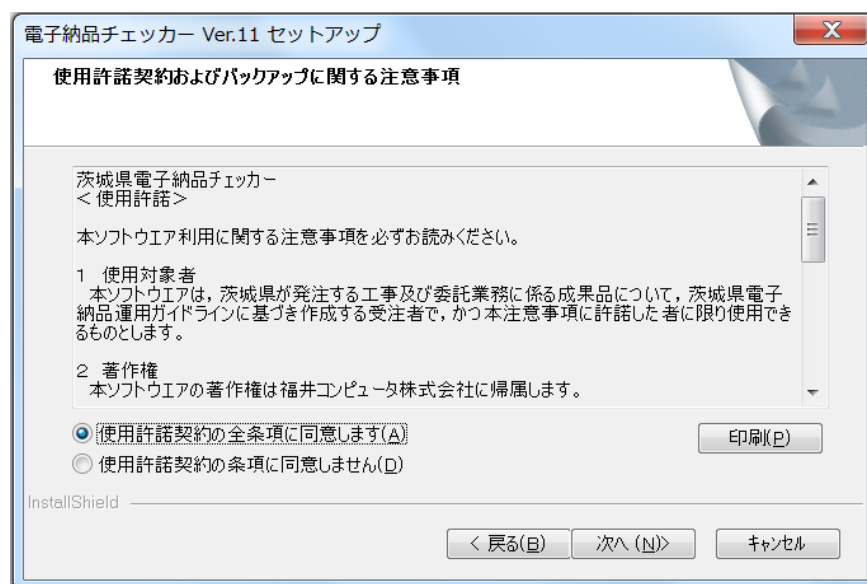 電子納品チェッカー Ver.11 セットアップ
使用許諾契約およびバックアップに関する注意事項
茨城県電子納品チェッカー
＜使用許諾＞
本ソフトウエア利用に関する注意事項を必ずお読みください。
１　使用対象者
　本ソフトウエアは，茨城県が発注する工事及び委託業務に係る成果品について，茨城県電子
納品運用ガイドラインに基づき作成する受注者で，かつ本注意事項に許諾した者に限り使用でき
るものとします。
２　著作権
　本ソフトウエアの著作権は福井コンピュータ株式会社に帰属します。
使用許諾契約の全条項に同意します(A)
印刷(P)
使用許諾契約の条項に同意しません(D)
InstallShield
< 戻る(B)
次へ (N)>
キャンセル